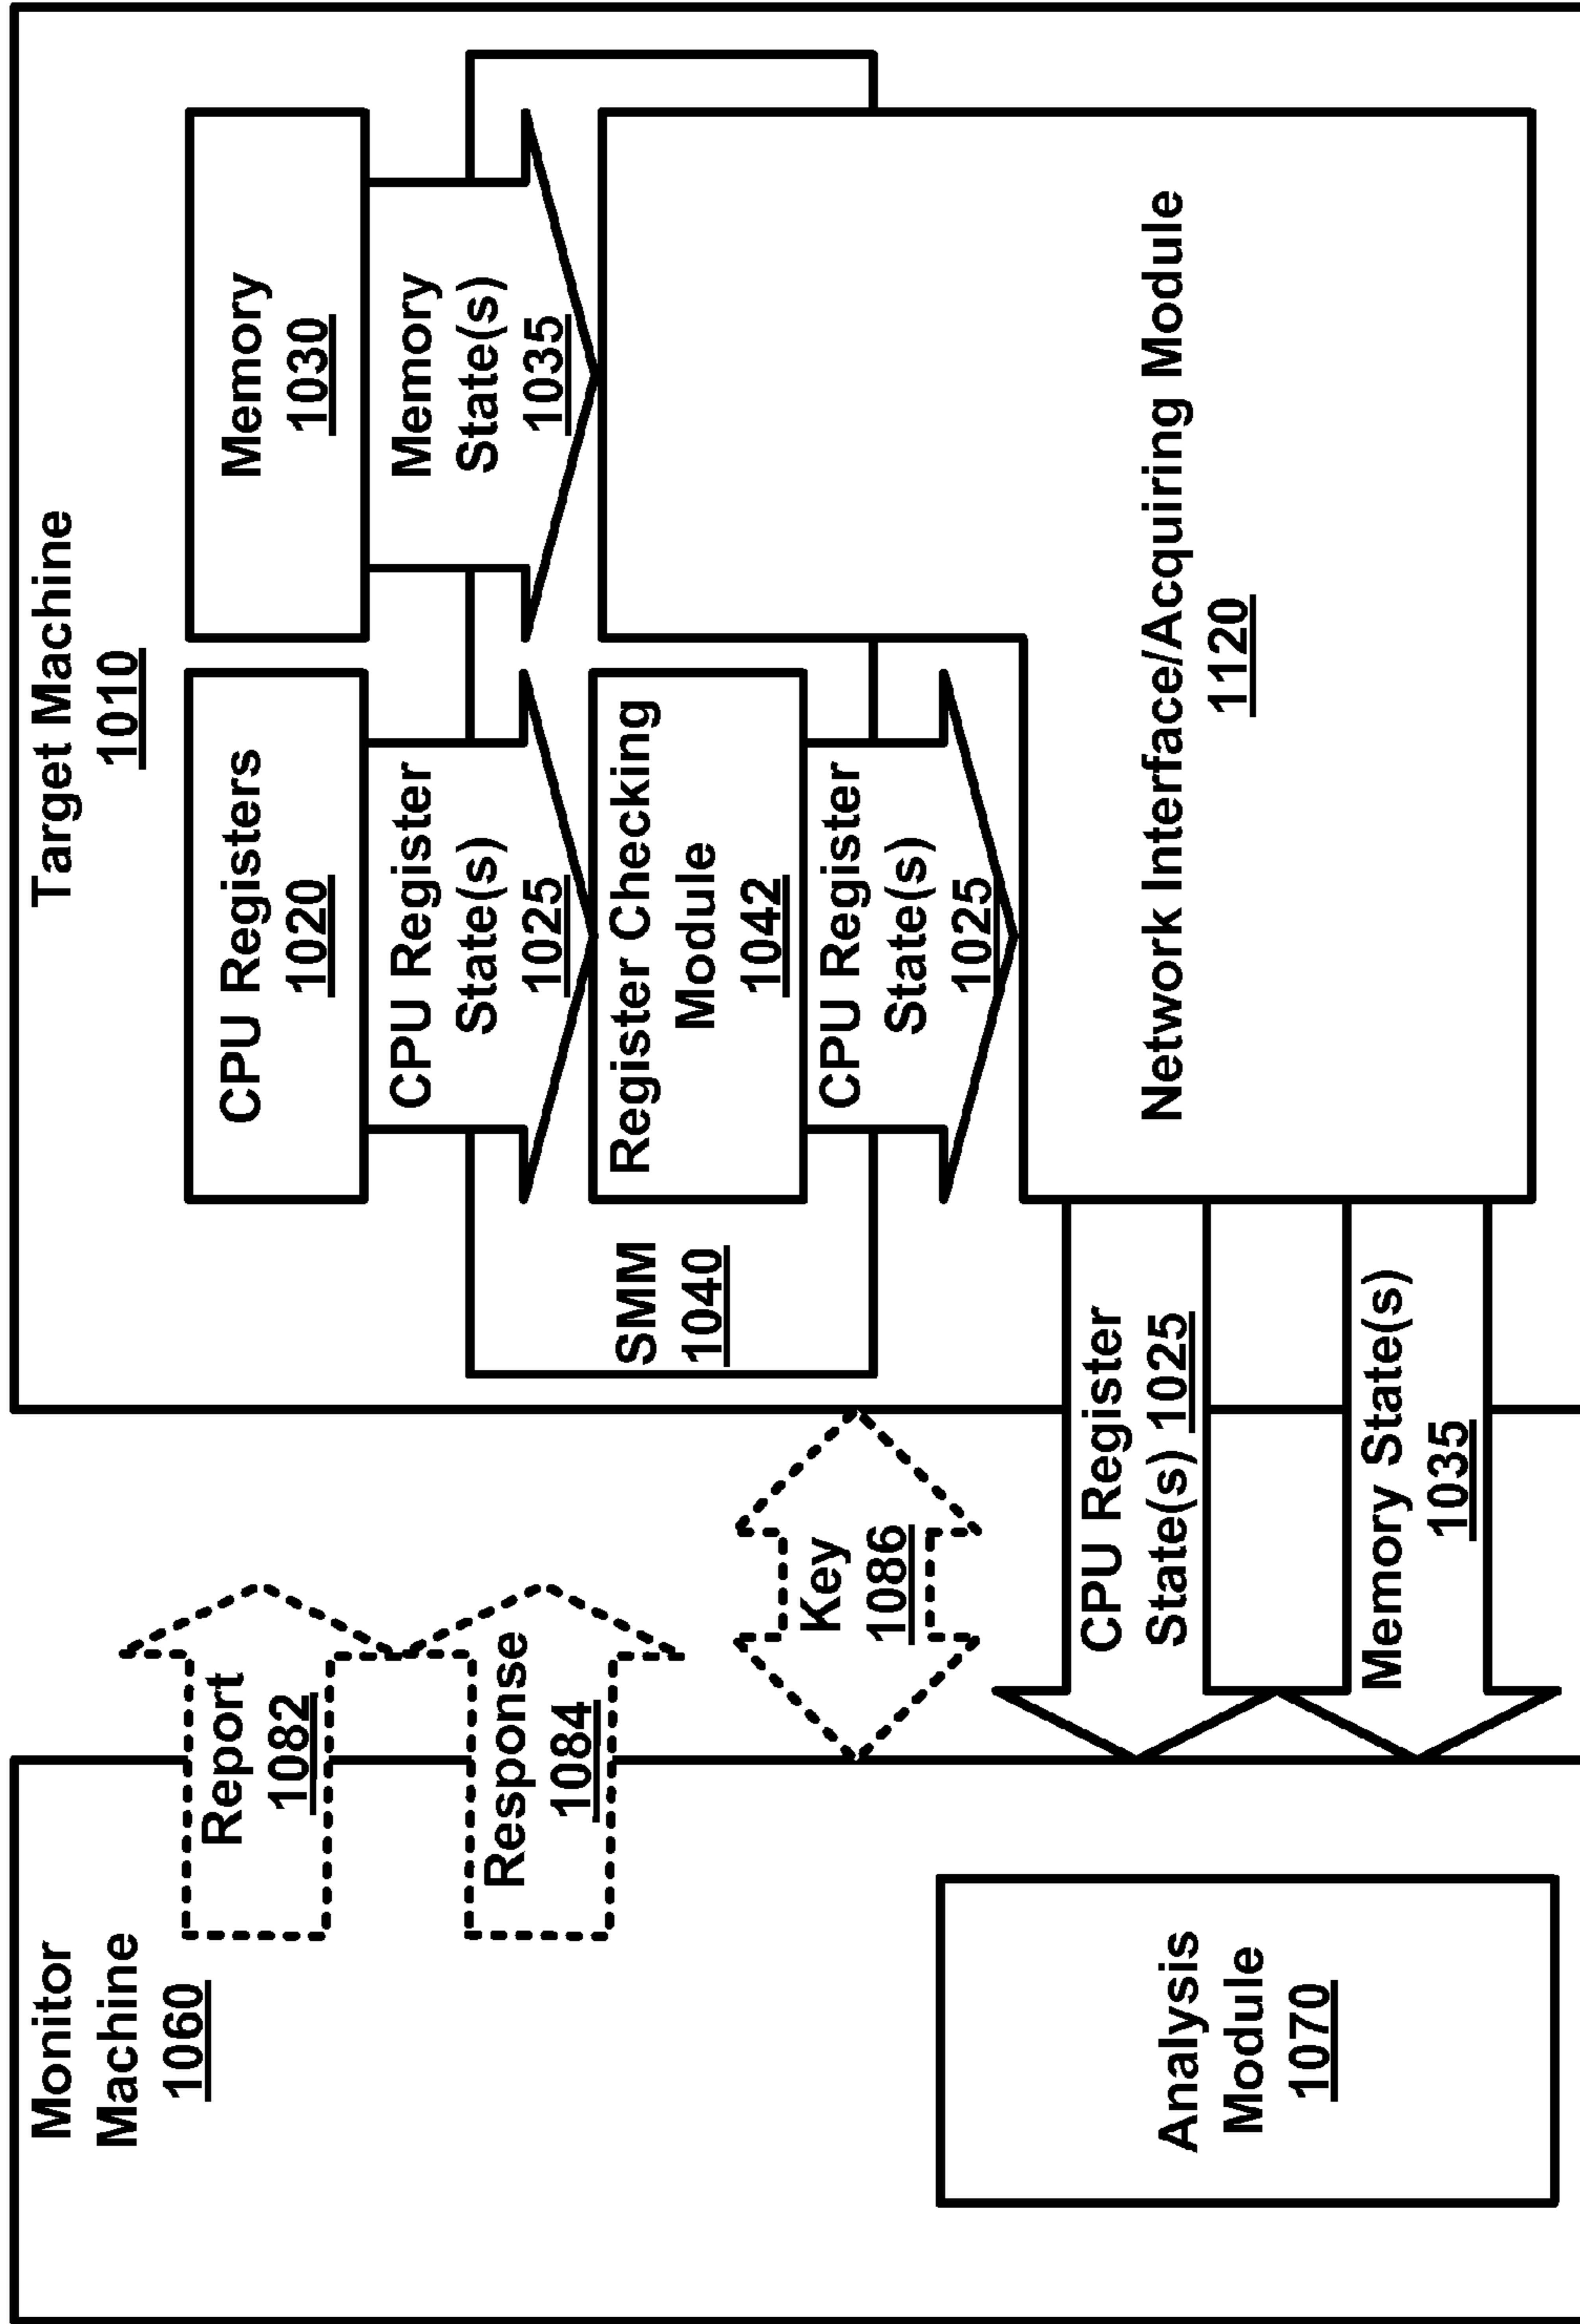 Monitor
Machine
1060
Report
1082
Response
1084
Key
1086
Analysis
Module
1070
CPU Register
State(s) 1025
Memory State(s)
1035
Target Machine
1010
CPU Registers
1020
CPU Register
State(s)
1025
Memory
1030
Memory
State(s)
1035
SMM
1040
Register Checking
Module
1042
CPU Register
State(s)
1025
Network Interface/Acquiring Module
1120